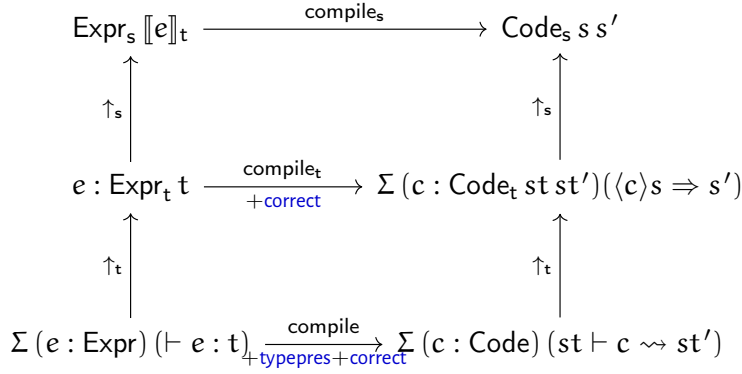 compileₛ
Exprₛ ⟦e⟧ₜ Codeₛ s s′
↑ₛ ↑ₛ
compileₜ
e : Exprₜ t Σ (c : Codeₜ st st′)(⟨c⟩s ⇒ s′)
+correct
↑ₜ ↑ₜ
compile
Σ (e : Expr) (⊢ e : t) Σ (c : Code) (st ⊢ c ⇝ st′)
+typepres+correct